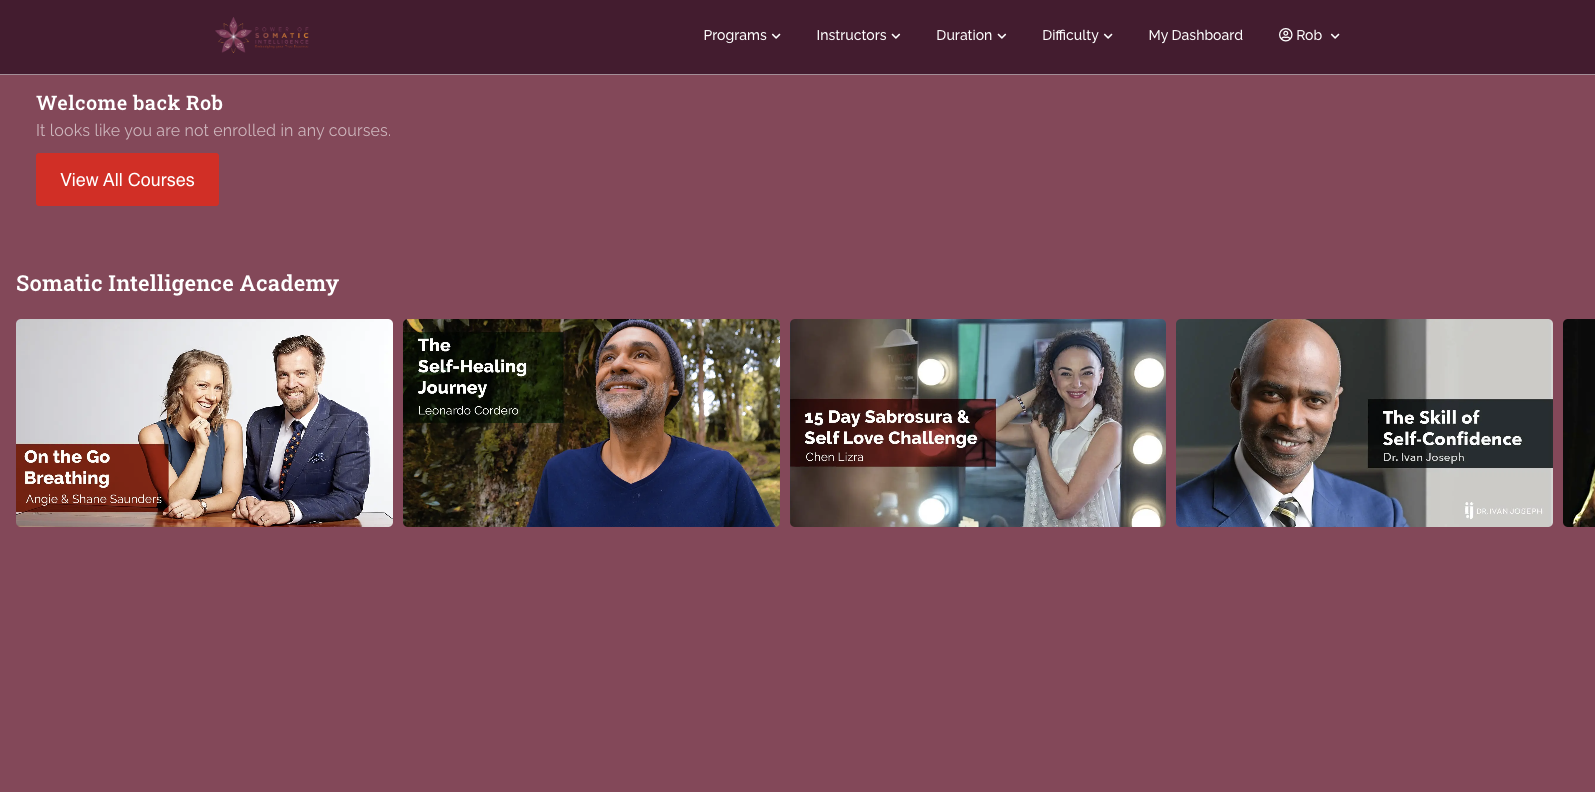 POWER OF
SOMATIC
INTELLIGENCE
Programs
Instructors
Duration
Difficulty
My Dashboard
Rob
Welcome back Rob
It looks like you are not enrolled in any courses.
View All Courses
Somatic Intelligence Academy
On the Go
Breathing
Angie & Shane Saunders
The
Self-Healing
Journey
Leonardo Cordero
15 Day Sabrosura &
Self Love Challenge
Chen Lizra
The Skill of
Self-Confidence
Dr. Ivan Joseph
ij DR. IVAN JOSEPH